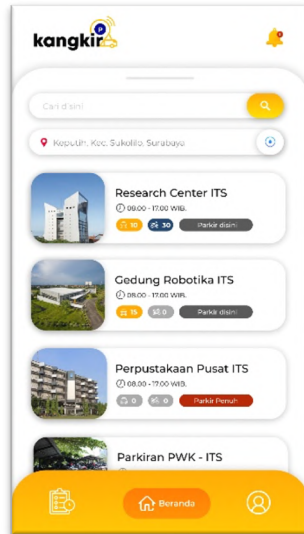 kangkir
P
Cari disini
Keputih, Kec. Sukolilo, Surabaya
Research Center ITS
08.00 - 17.00 WIB.
10 30 Parkir disini
Gedung Robotika ITS
08.00 - 17.00 WIB.
15 0 Parkir disini
Perpustakaan Pusat ITS
08.00 - 17.00 WIB.
0 0 Parkir Penuh
Parkiran PWK - ITS
Beranda